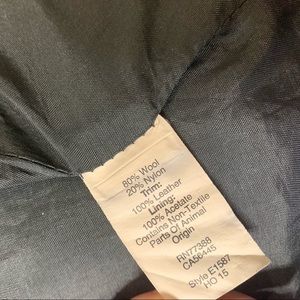 80% Wool
20% Nylon
Trim:
100% Leather
Lining:
100% Acetate
Contains Non-Textile
Parts Of Animal
Origin
RN77388
CA56445
Style E1587
HO 15